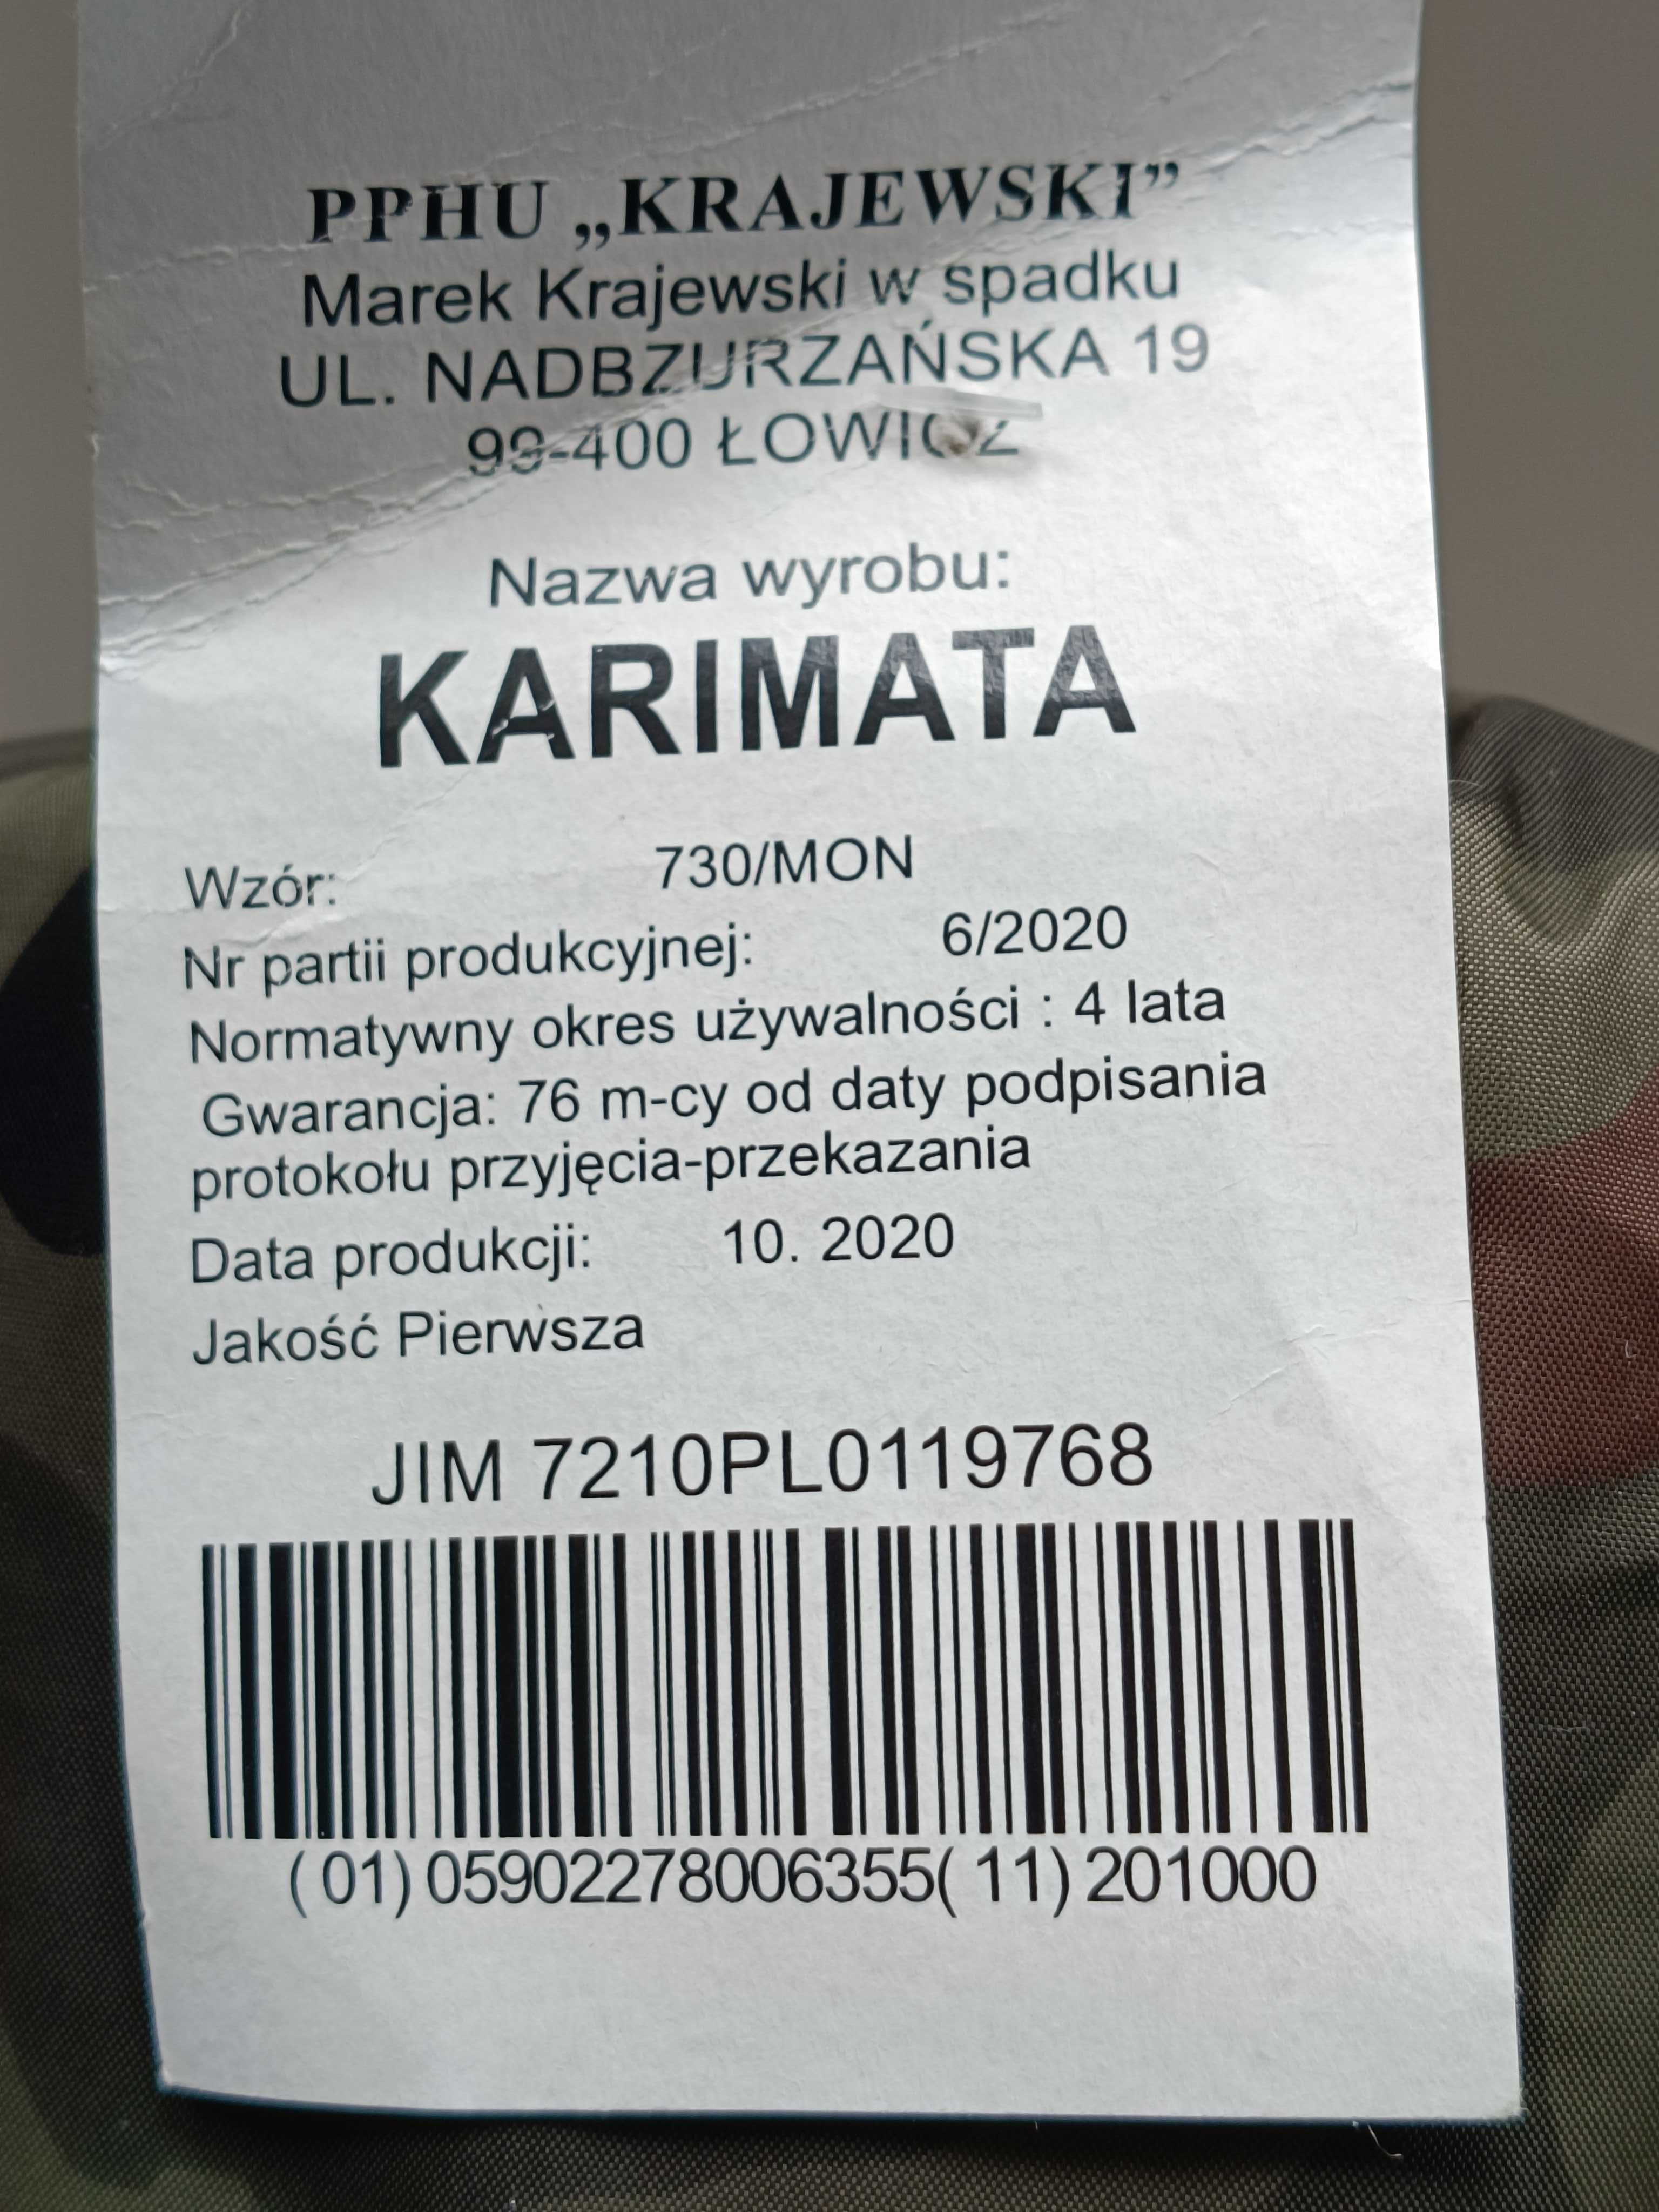 PPHU „KRAJEWSKI”
Marek Krajewski w spadku
UL. NADBZURZAŃSKA 19
99-400 ŁOWICZ
Nazwa wyrobu:
KARIMATA
Wzór: 730/MON
Nr partii produkcyjnej: 6/2020
Normatywny okres używalności : 4 lata
Gwarancja: 76 m-cy od daty podpisania
protokołu przyjęcia-przekazania
Data produkcji: 10. 2020
Jakość Pierwsza
JIM 7210PL0119768
(01)05902278006355(11)201000